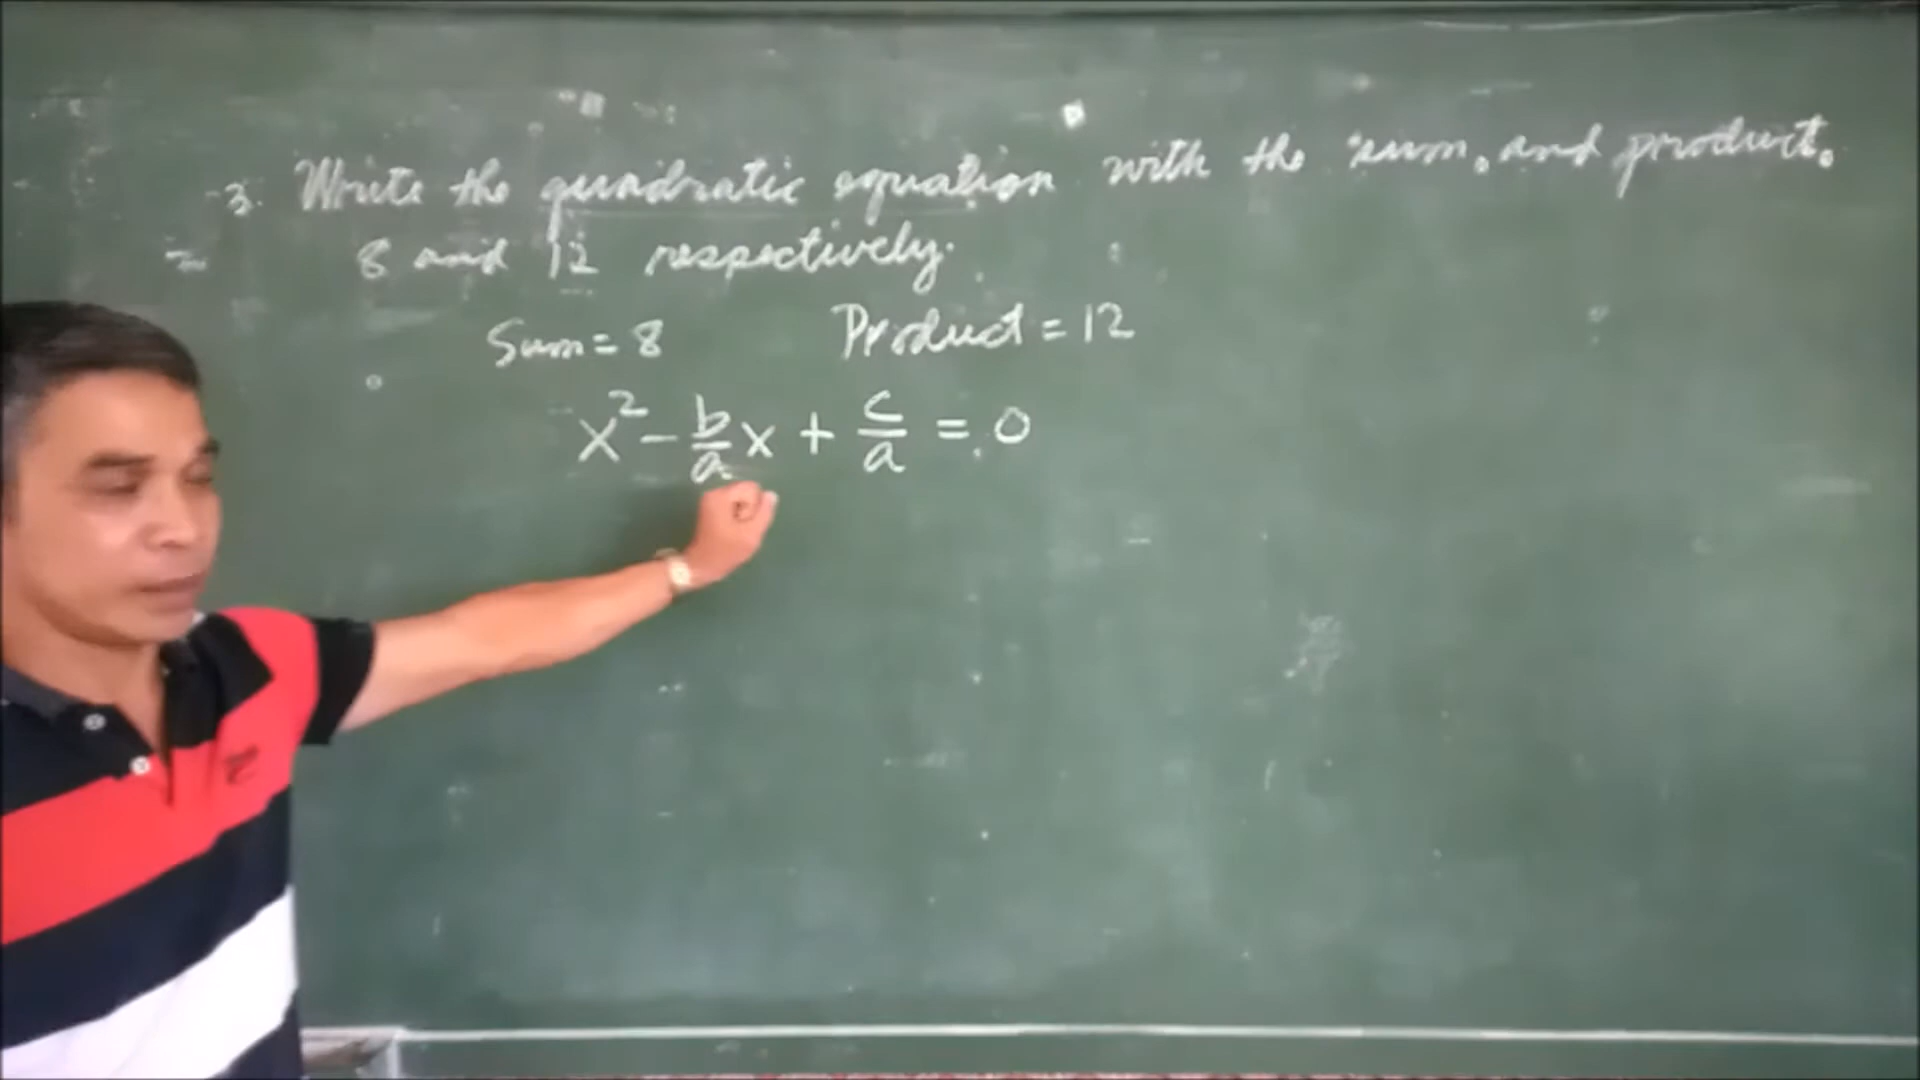 3. Write the quadratic equation with the sum, and product.
8 and 12 respectively.
Sum = 8 Product = 12
x² - b/a x + c/a = 0